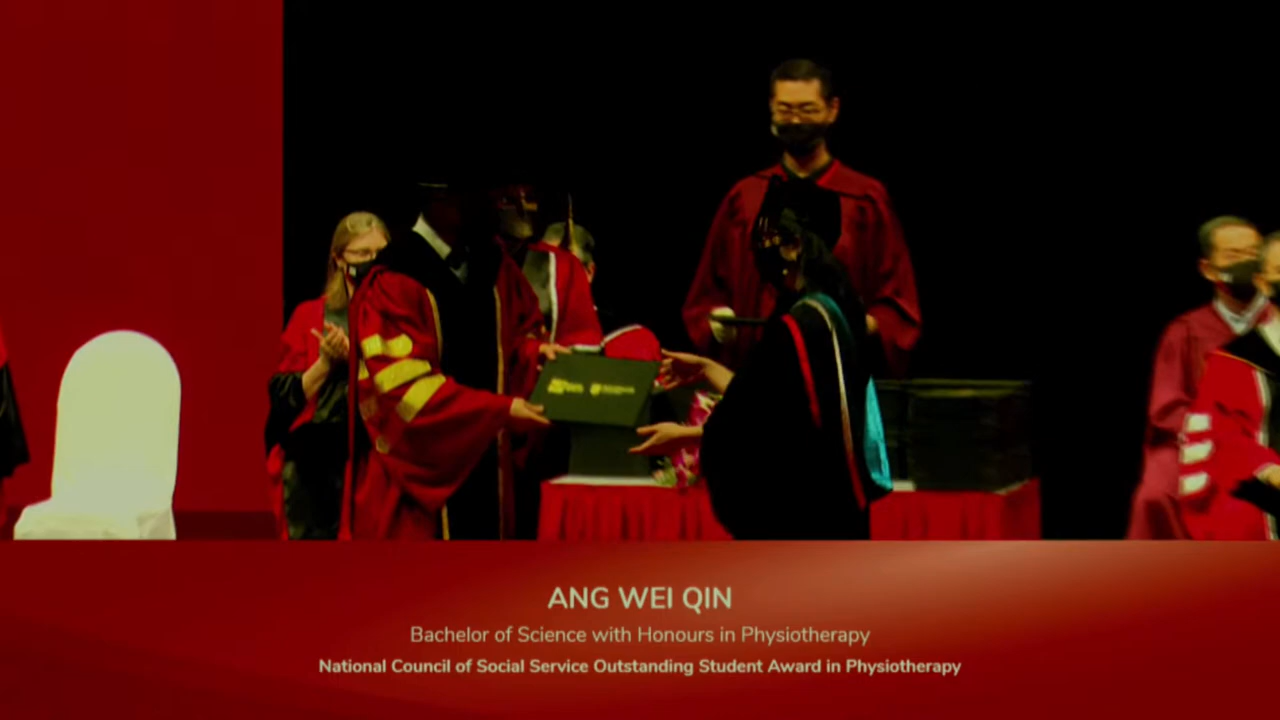 ANG WEI QIN
Bachelor of Science with Honours in Physiotherapy
National Council of Social Service Outstanding Student Award in Physiotherapy